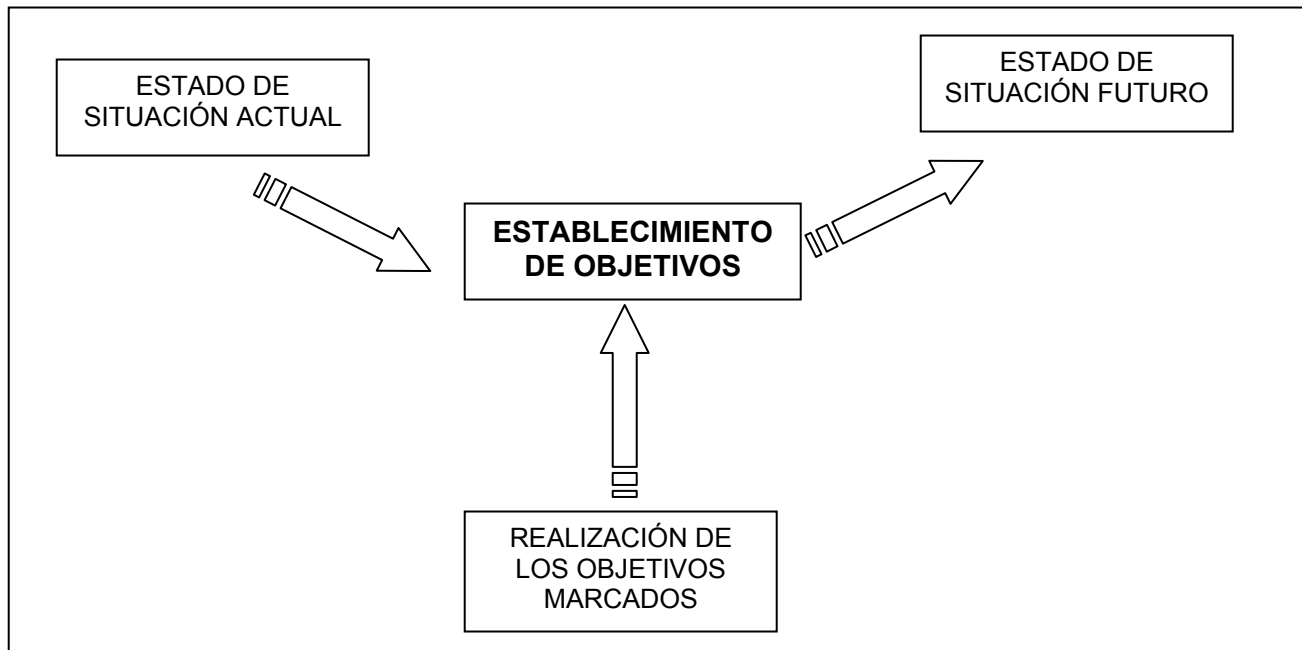 ESTADO DE
SITUACIÓN ACTUAL
ESTADO DE
SITUACIÓN FUTURO
ESTABLECIMIENTO
DE OBJETIVOS
REALIZACIÓN DE
LOS OBJETIVOS
MARCADOS